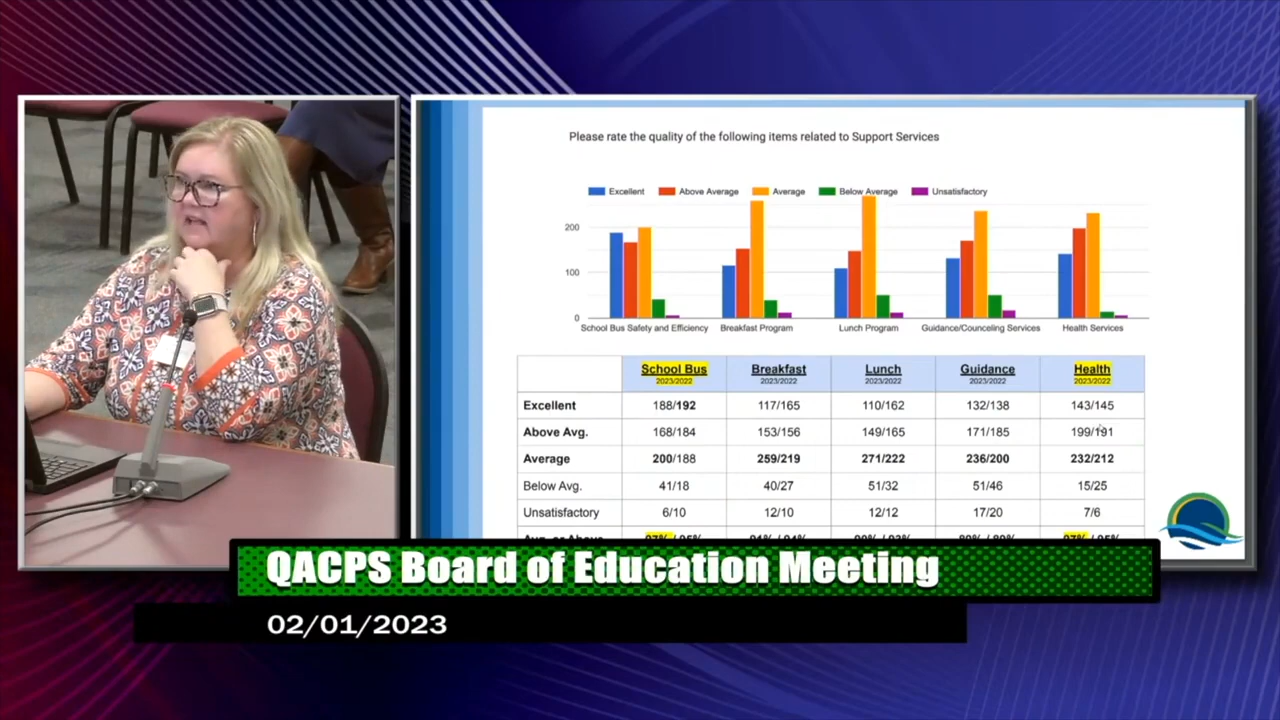 Please rate the quality of the following items related to Support Services
Excellent Above Average Average Below Average Unsatisfactory
200
100
0
School Bus Safety and Efficiency Breakfast Program Lunch Program Guidance/Counceling Services Health Services
School Bus Breakfast Lunch Guidance Health
2023/2022 2023/2022 2023/2022 2023/2022 2023/2022
Excellent 188/192 117/165 110/162 132/138 143/145
Above Avg. 168/184 153/156 149/165 171/185 199/191
Average 200/188 259/219 271/222 236/200 232/212
Below Avg. 41/18 40/27 51/32 51/46 15/25
Unsatisfactory 6/10 12/10 12/12 17/20 7/6
QACPS Board of Education Meeting
02/01/2023